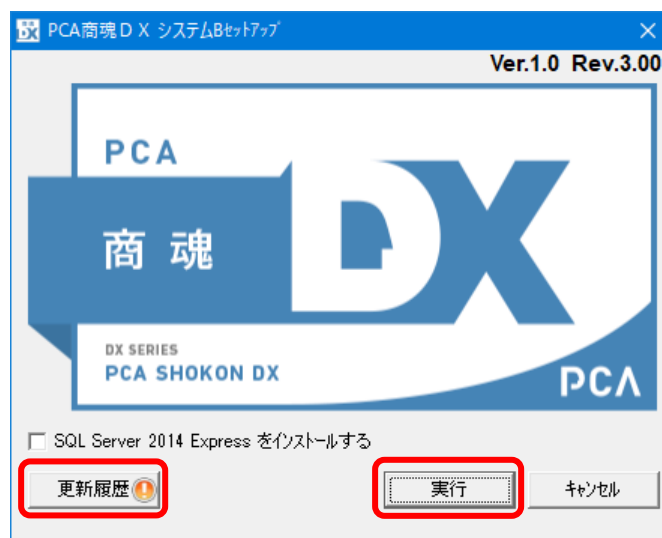 PCA商魂ＤＸ システムBｾｯﾄｱｯﾌﾟ
Ver.1.0 Rev.3.00
PCA
商魂
DX
DX SERIES
PCA SHOKON DX
PCA
SQL Server 2014 Express をインストールする
更新履歴
実行
ｷｬﾝｾﾙ